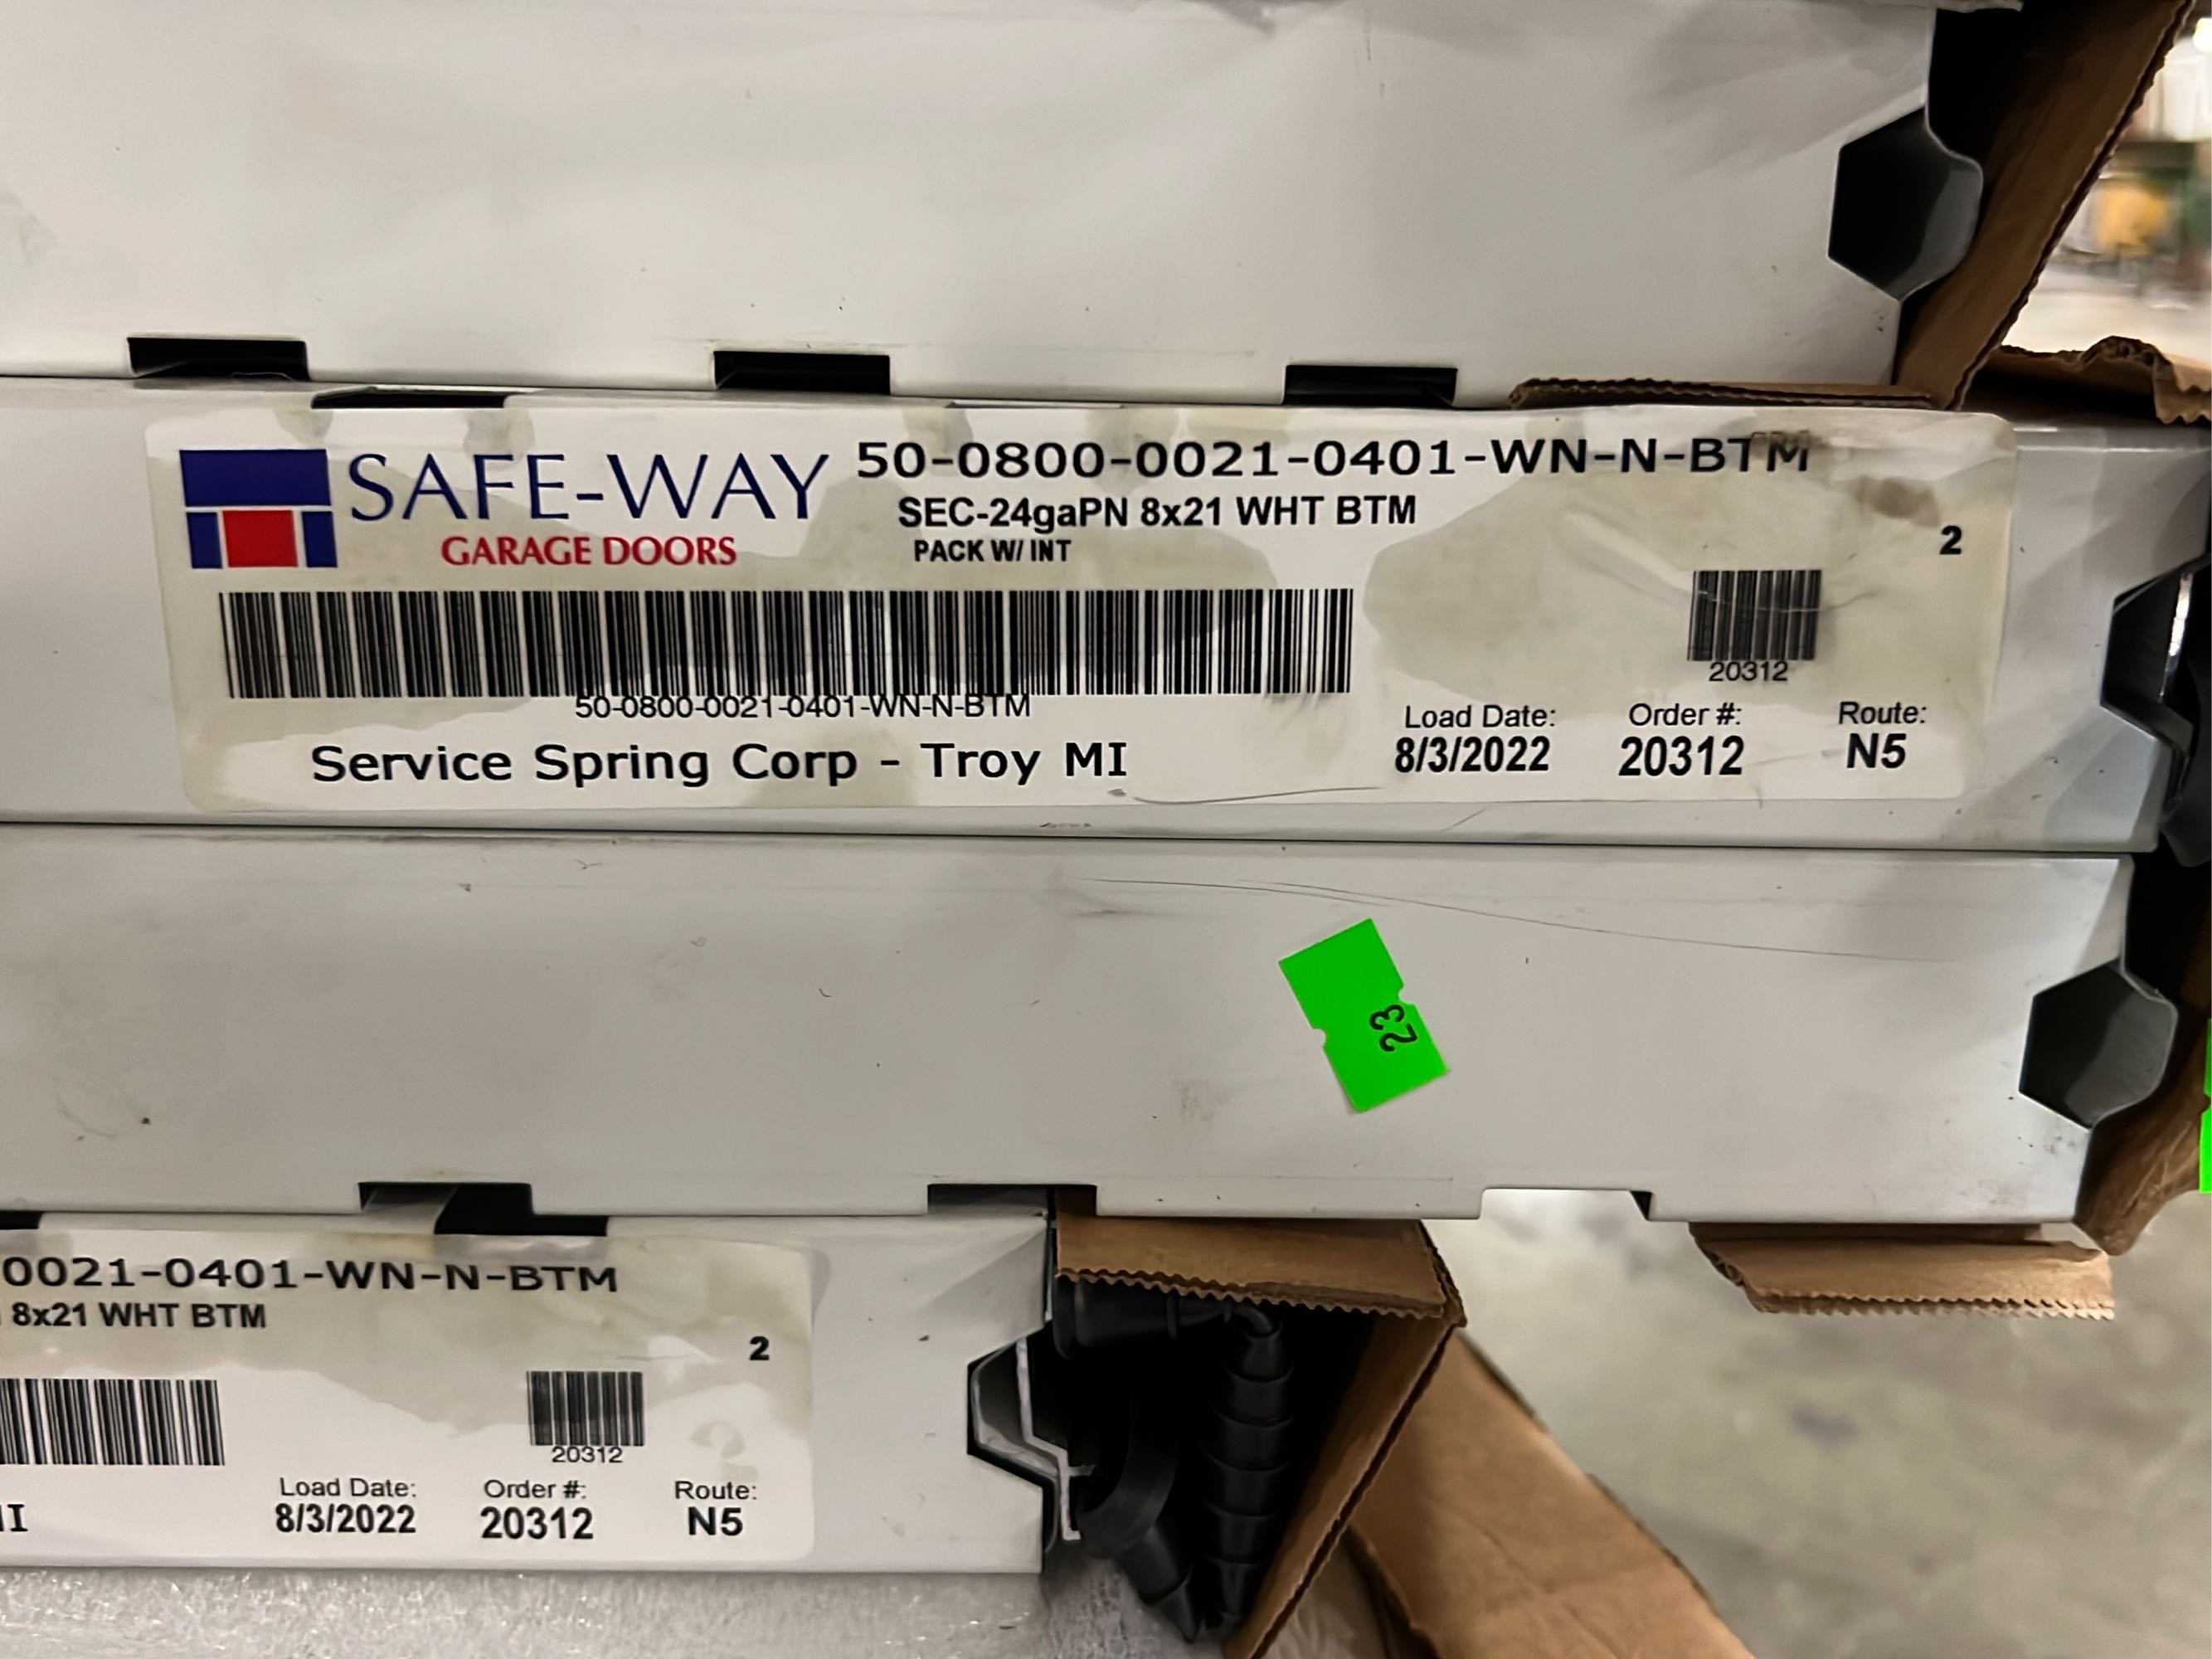 SAFE-WAY
GARAGE DOORS
50-0800-0021-0401-WN-N-BTM
SEC-24gaPN 8x21 WHT BTM
PACK W/ INT
2
20312
50-0800-0021-0401-WN-N-BTM
Service Spring Corp - Troy MI
Load Date:
8/3/2022
Order #:
20312
Route:
N5
23
0021-0401-WN-N-BTM
8x21 WHT BTM
2
20312
MI
Load Date:
8/3/2022
Order #:
20312
Route:
N5